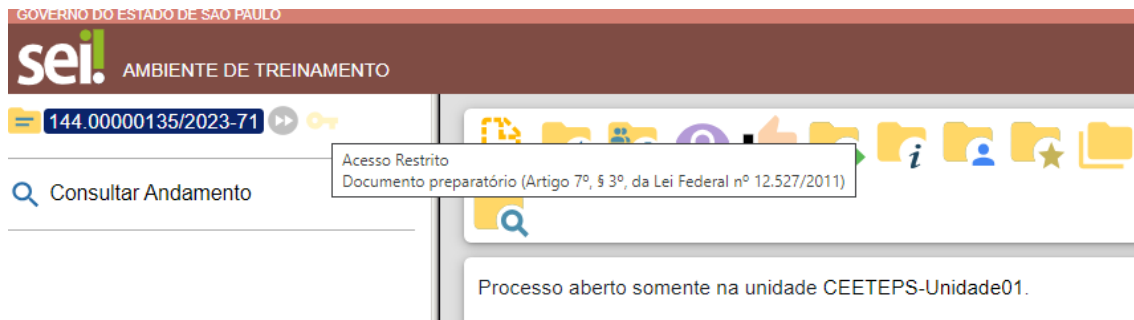 GOVERNO DO ESTADO DE SÃO PAULO
sei! AMBIENTE DE TREINAMENTO
144.00000135/2023-71
Acesso Restrito
Documento preparatório (Artigo 7º, § 3º, da Lei Federal nº 12.527/2011)
Consultar Andamento
Processo aberto somente na unidade CEETEPS-Unidade01.